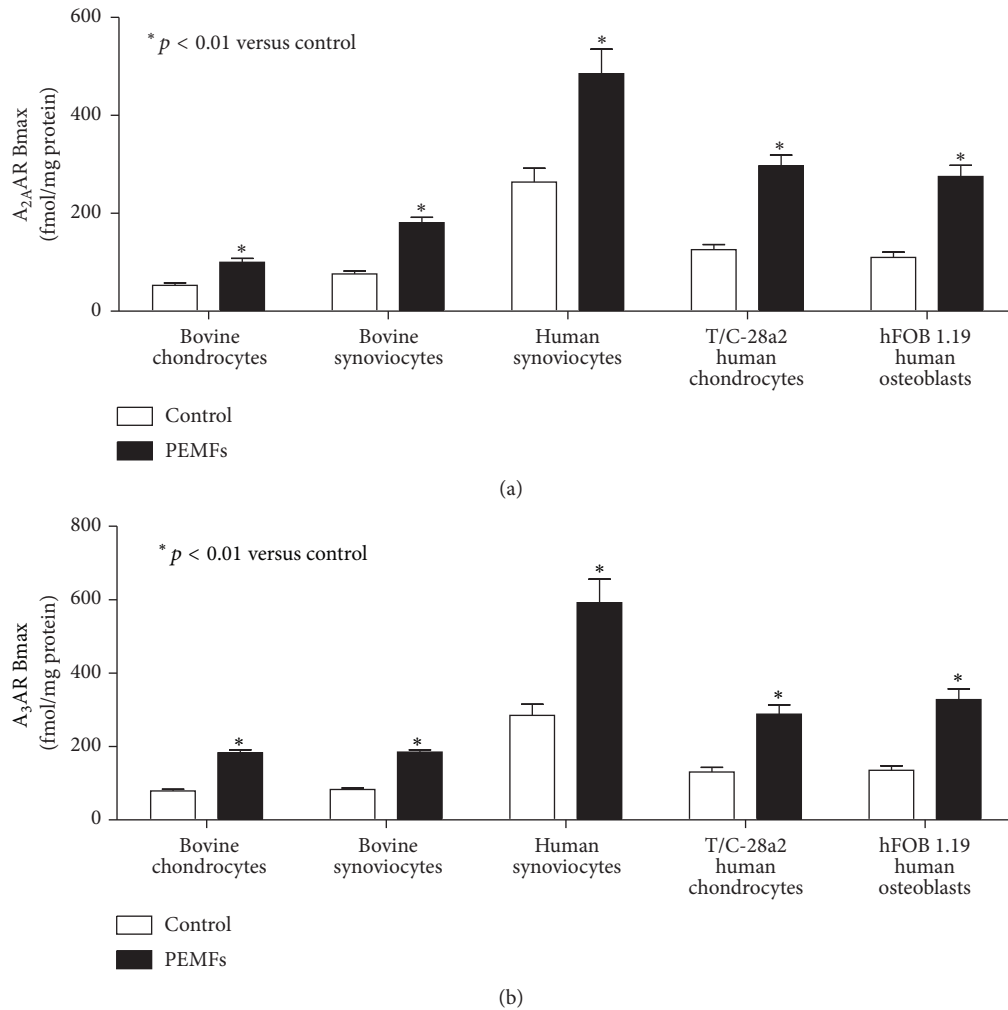 600
* p < 0.01 versus control
*
*
*
*
*
400
200
0
A2AAR Bmax
(fmol/mg protein)
Bovine
chondrocytes
Bovine
synoviocytes
Human
synoviocytes
T/C-28a2
human
chondrocytes
hFOB 1.19
human
osteoblasts
Control
PEMFs
(a)
800
* p < 0.01 versus control
*
*
*
*
*
600
400
200
0
A3AR Bmax
(fmol/mg protein)
Bovine
chondrocytes
Bovine
synoviocytes
Human
synoviocytes
T/C-28a2
human
chondrocytes
hFOB 1.19
human
osteoblasts
Control
PEMFs
(b)